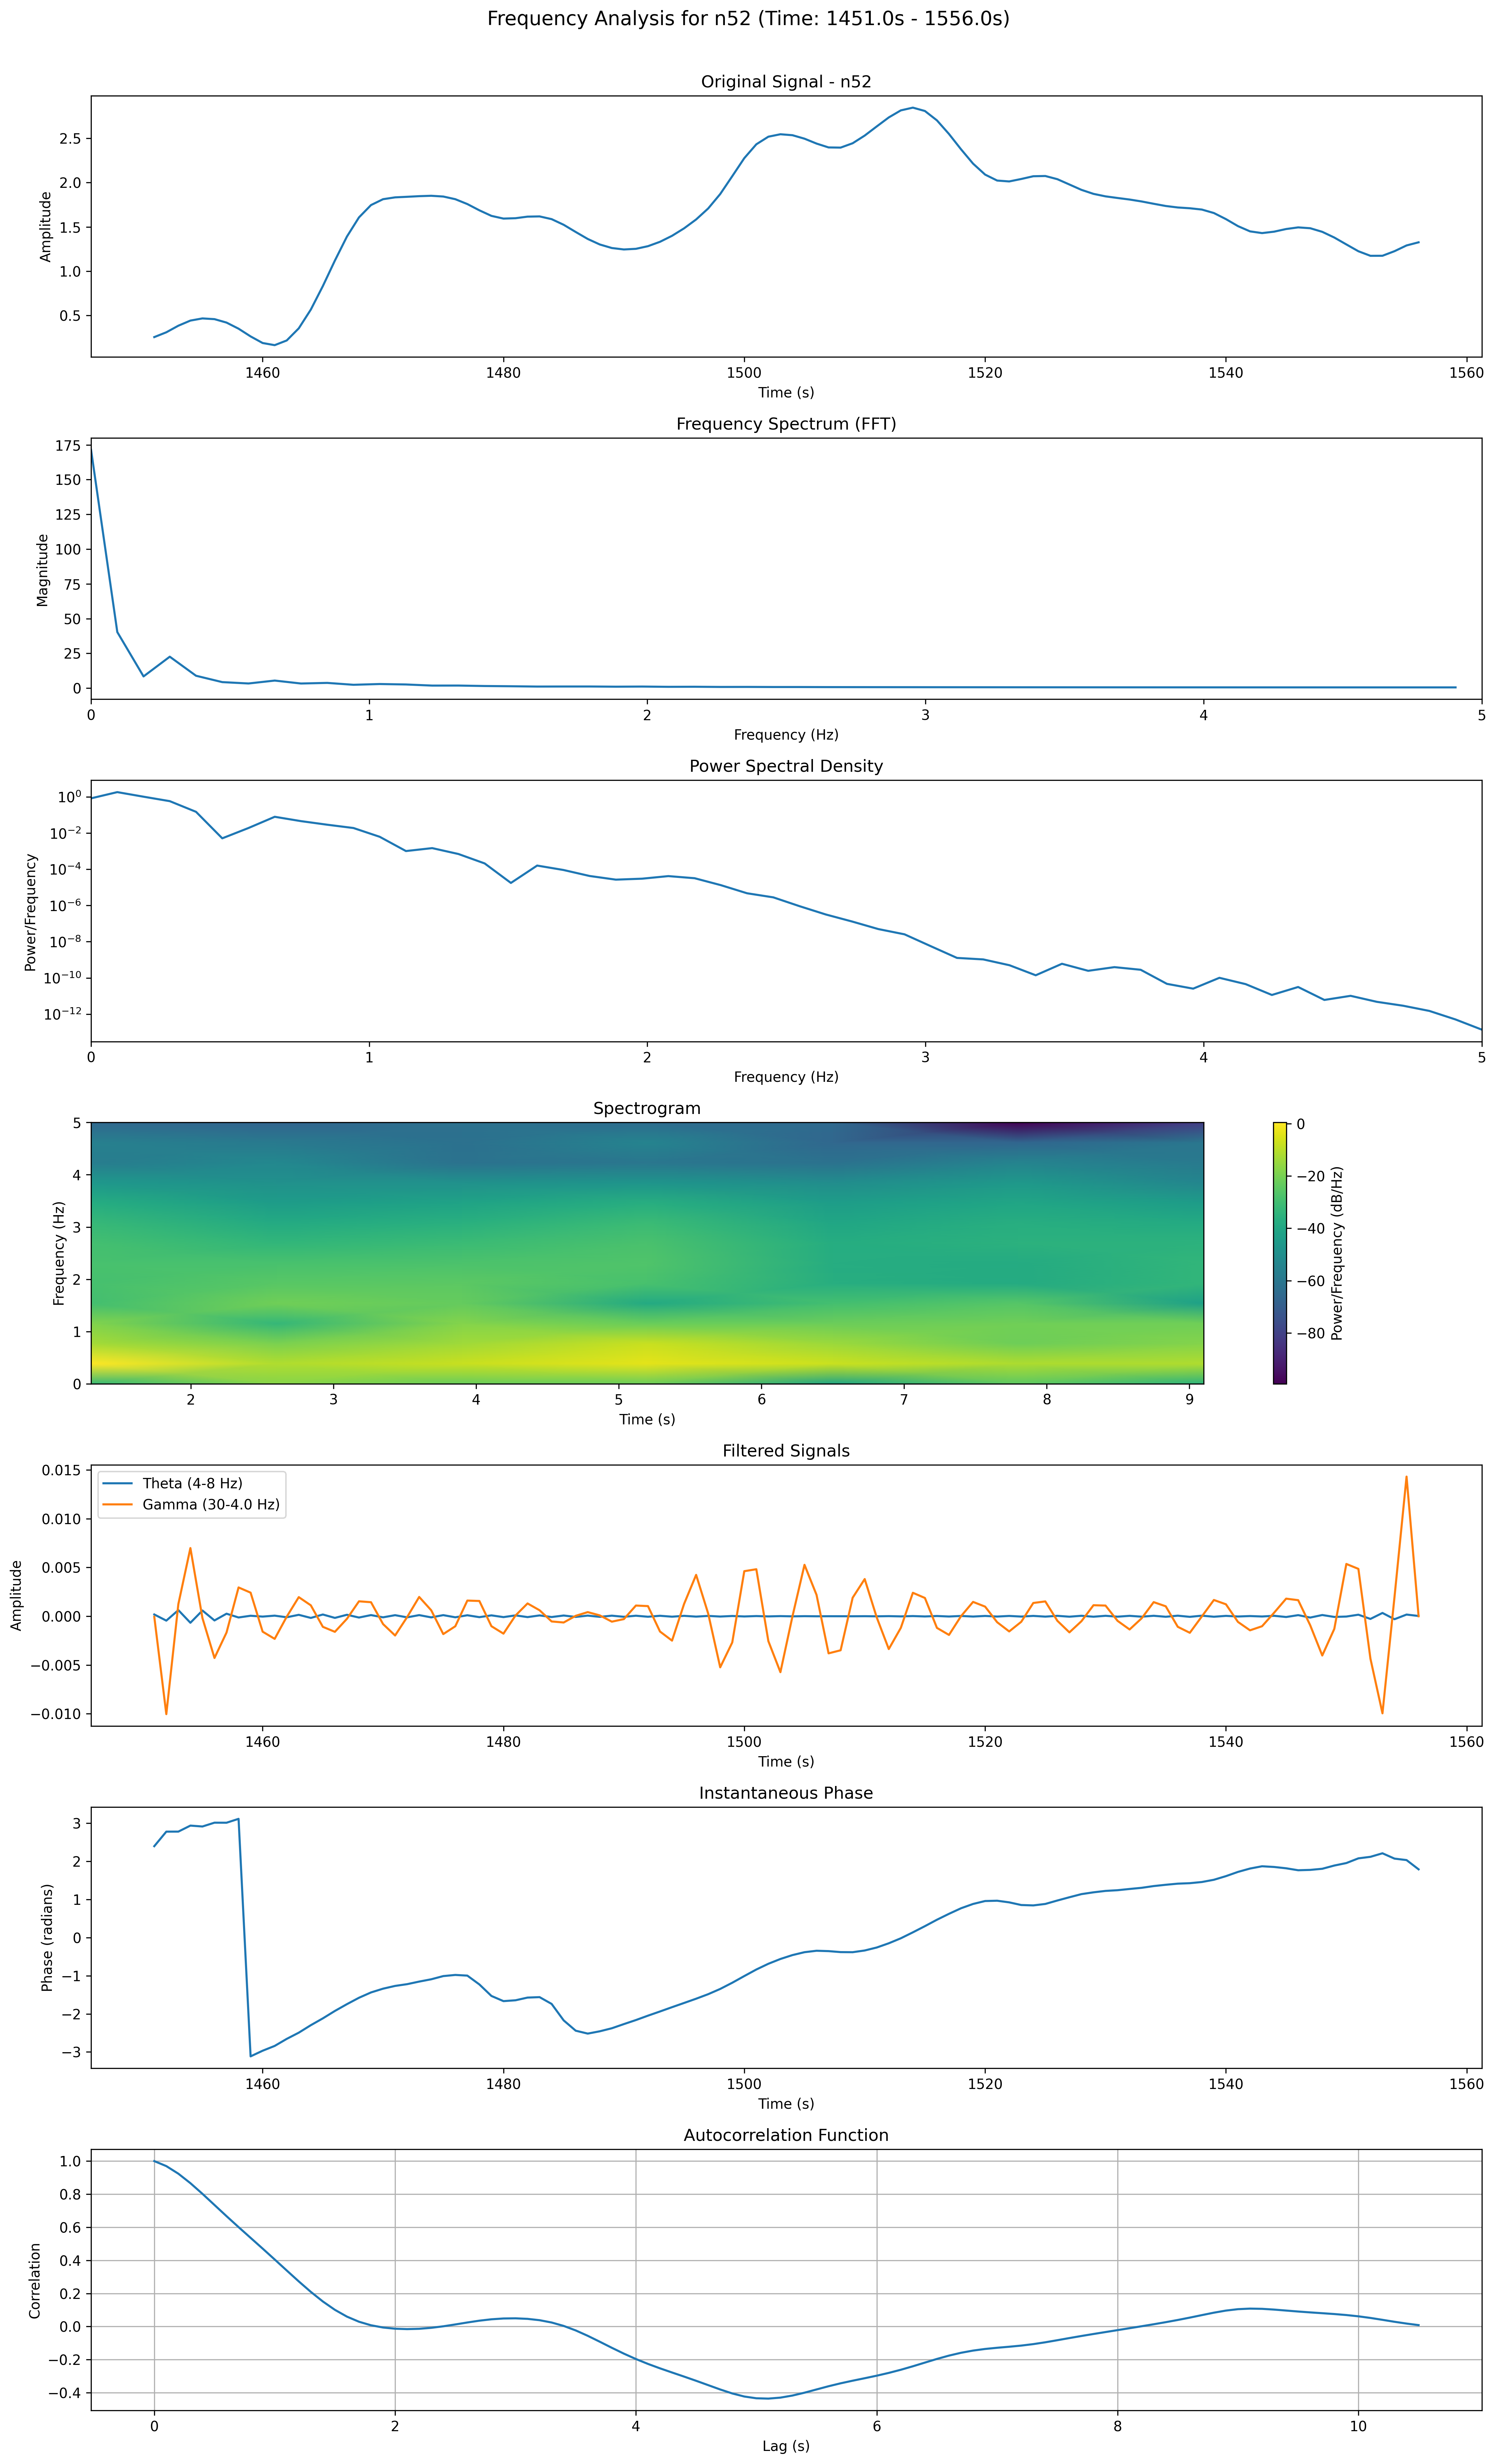 Frequency Analysis for n52 (Time: 1451.0s - 1556.0s)
Original Signal - n52
Amplitude
2.5
2.0
1.5
1.0
0.5
1460 1480 1500 1520 1540 1560
Time (s)
Frequency Spectrum (FFT)
Magnitude
175
150
125
100
75
50
25
0
0 1 2 3 4 5
Frequency (Hz)
Power Spectral Density
Power/Frequency
10⁰
10⁻²
10⁻⁴
10⁻⁶
10⁻⁸
10⁻¹⁰
10⁻¹²
0 1 2 3 4 5
Frequency (Hz)
Spectrogram
Frequency (Hz)
5
4
3
2
1
0
2 3 4 5 6 7 8 9
Time (s)
0
−20
−40
−60
−80
Power/Frequency (dB/Hz)
Filtered Signals
Theta (4-8 Hz)
Gamma (30-4.0 Hz)
Amplitude
0.015
0.010
0.005
0.000
−0.005
−0.010
1460 1480 1500 1520 1540 1560
Time (s)
Instantaneous Phase
Phase (radians)
3
2
1
0
−1
−2
−3
1460 1480 1500 1520 1540 1560
Time (s)
Autocorrelation Function
Correlation
1.0
0.8
0.6
0.4
0.2
0.0
−0.2
−0.4
0 2 4 6 8 10
Lag (s)